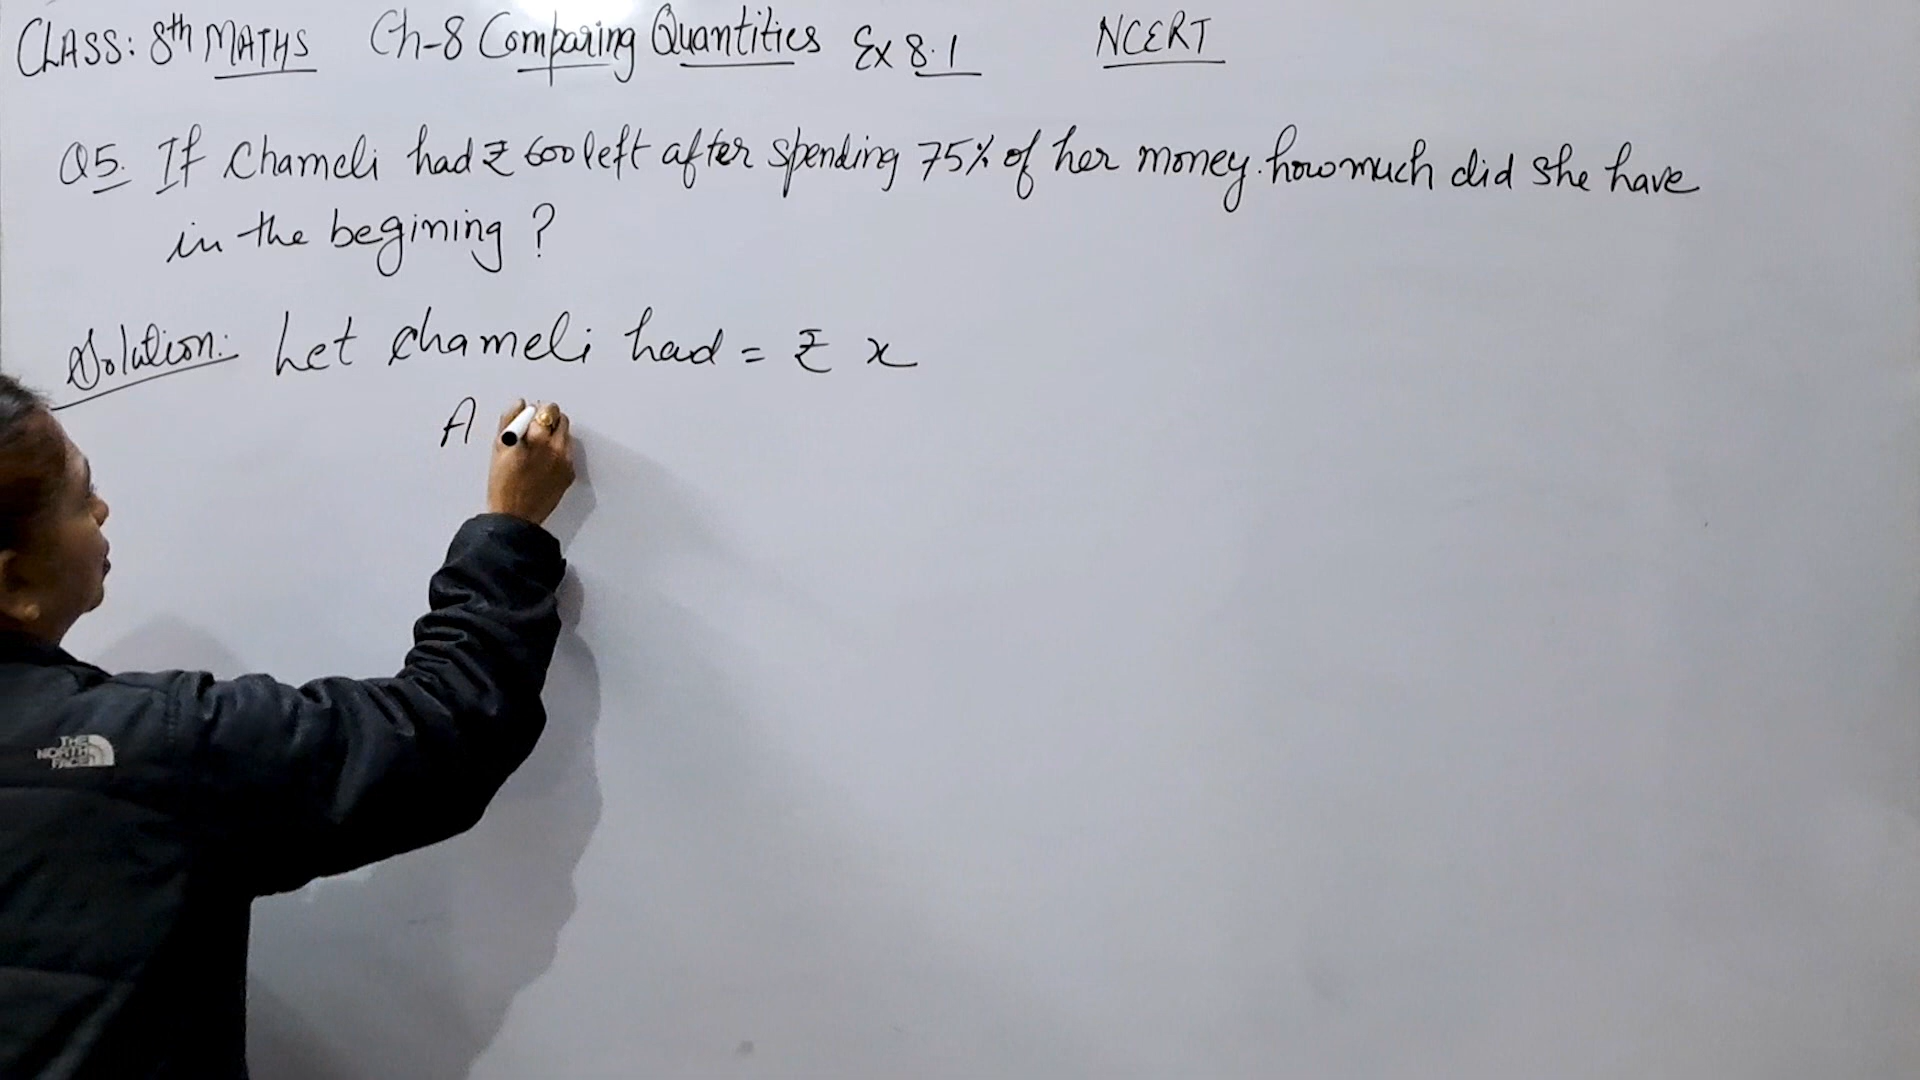 CLASS: 8th MATHS Ch-8 Comparing Quantities Ex 8.1 NCERT
Q5. If Chameli had ₹ 600 left after spending 75% of her money. how much did she have
in the begining ?
Solution: Let Chameli had = ₹ x
A
THE
NORTH
FACE